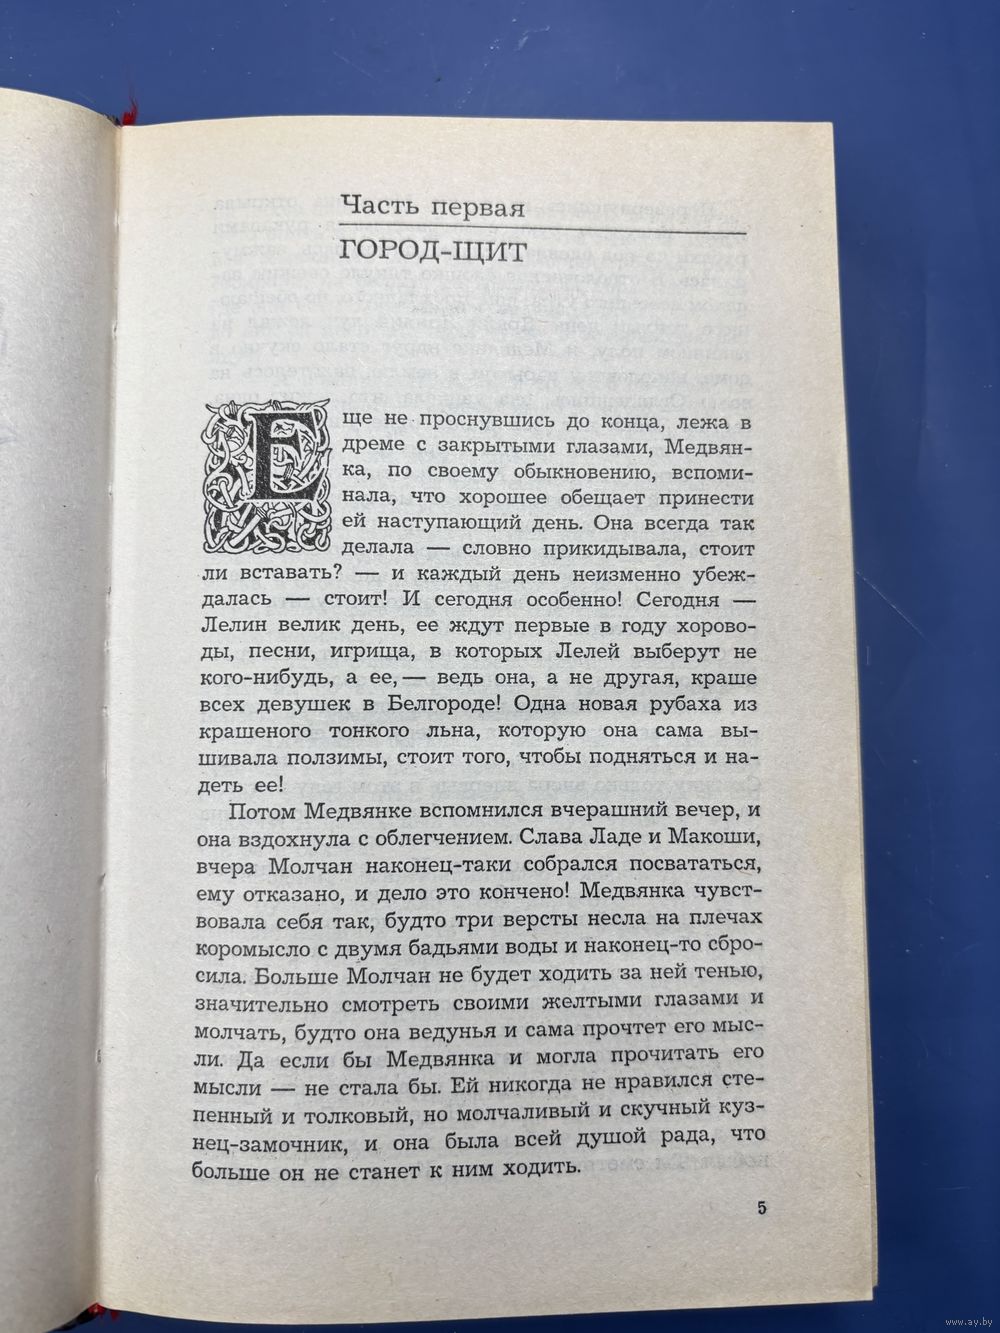 Часть первая
ГОРОД-ЩИТ
Еще не проснувшись до конца, лежа в
дреме с закрытыми глазами, Медвян-
ка, по своему обыкновению, вспоми-
нала, что хорошее обещает принести
ей наступающий день. Она всегда так
делала — словно прикидывала, стоит
ли вставать? — и каждый день неизменно убеж-
далась — стоит! И сегодня особенно! Сегодня —
Лелин велик день, ее ждут первые в году хорово-
ды, песни, игрища, в которых Лелей выберут не
кого-нибудь, а ее,— ведь она, а не другая, краше
всех девушек в Белгороде! Одна новая рубаха из
крашеного тонкого льна, которую она сама вы-
шивала ползимы, стоит того, чтобы подняться и на-
деть ее!
Потом Медвянке вспомнился вчерашний вечер, и
она вздохнула с облегчением. Слава Ладе и Макоши,
вчера Молчан наконец-таки собрался посвататься,
ему отказано, и дело это кончено! Медвянка чувст-
вовала себя так, будто три версты несла на плечах
коромысло с двумя бадьями воды и наконец-то сбро-
сила. Больше Молчан не будет ходить за ней тенью,
значительно смотреть своими желтыми глазами и
молчать, будто она ведунья и сама прочтет его мыс-
ли. Да если бы Медвянка и могла прочитать его
мысли — не стала бы. Ей никогда не нравился сте-
пенный и толковый, но молчаливый и скучный куз-
нец-замочник, и она была всей душой рада, что
больше он не станет к ним ходить.
5
www.ay.by